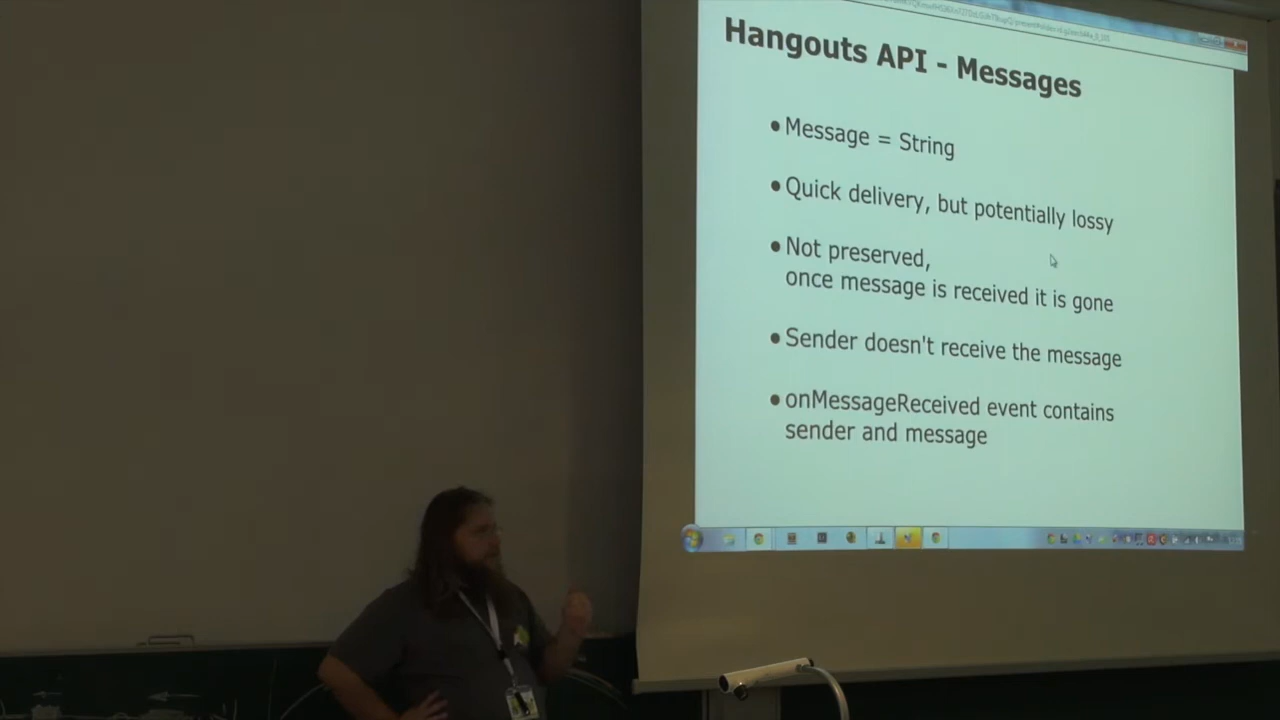 Hangouts API - Messages
● Message = String
● Quick delivery, but potentially lossy
● Not preserved,
once message is received it is gone
● Sender doesn't receive the message
● onMessageReceived event contains
sender and message